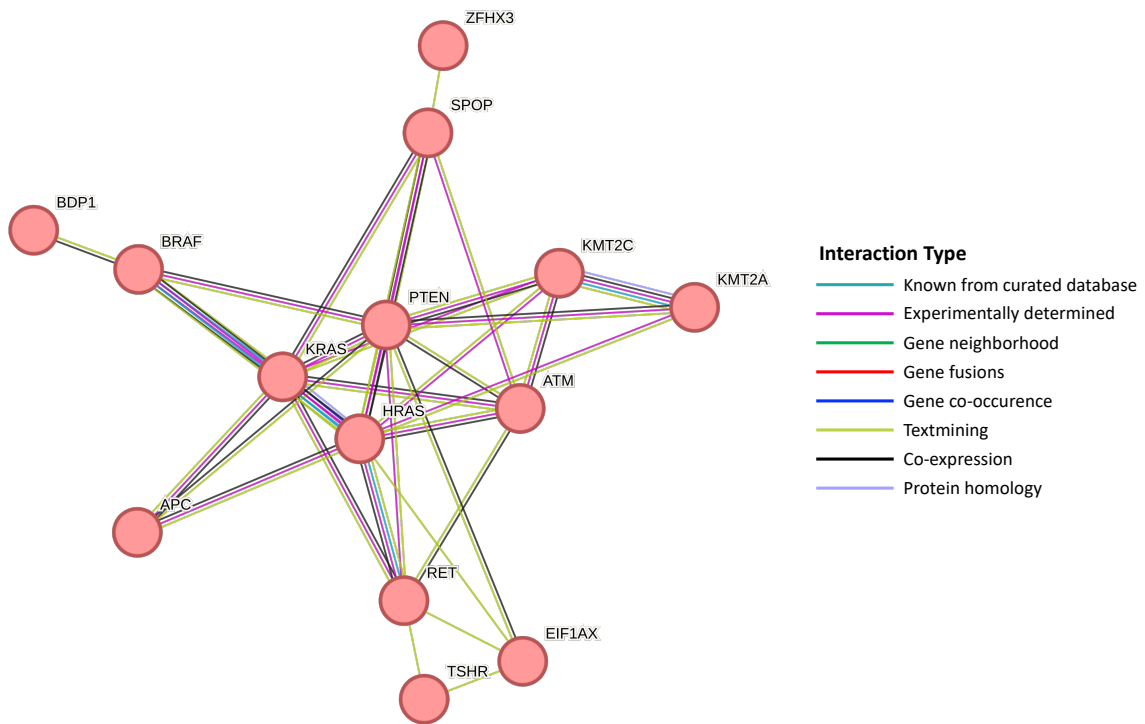 ZFHX3
SPOP
BDP1
BRAF
KMT2C
KMT2A
PTEN
KRAS
ATM
HRAS
APC
RET
EIF1AX
TSHR
Interaction Type
Known from curated database
Experimentally determined
Gene neighborhood
Gene fusions
Gene co-occurence
Textmining
Co-expression
Protein homology